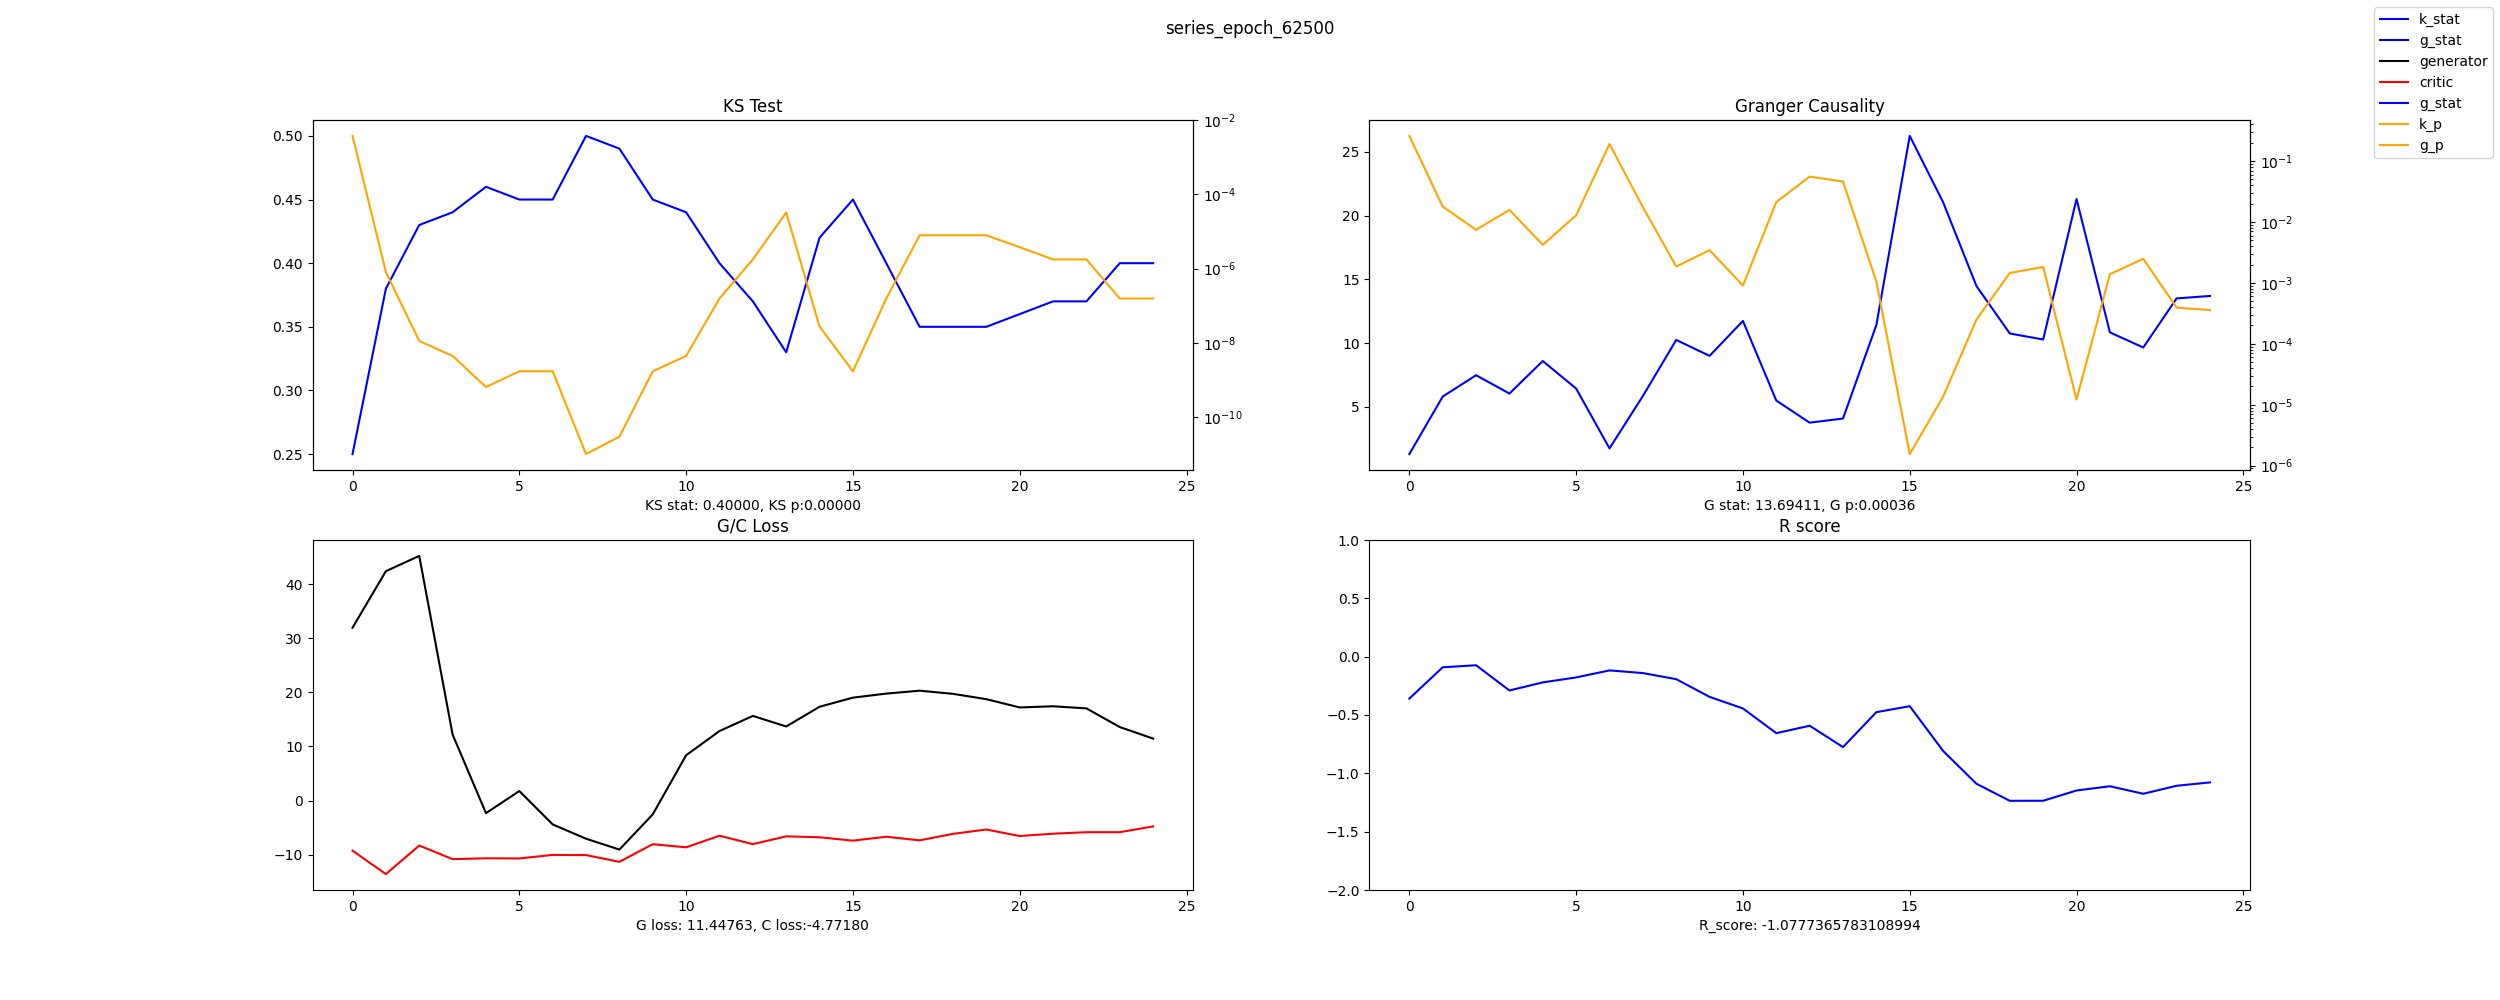 series_epoch_62500
k_stat
g_stat
generator
critic
g_stat
k_p
g_p
KS Test
0.50
0.45
0.40
0.35
0.30
0.25
10⁻²
10⁻⁴
10⁻⁶
10⁻⁸
10⁻¹⁰
0 5 10 15 20 25
KS stat: 0.40000, KS p:0.00000
Granger Causality
25
20
15
10
5
10⁻¹
10⁻²
10⁻³
10⁻⁴
10⁻⁵
10⁻⁶
0 5 10 15 20 25
G stat: 13.69411, G p:0.00036
G/C Loss
40
30
20
10
0
−10
0 5 10 15 20 25
G loss: 11.44763, C loss:-4.77180
R score
1.0
0.5
0.0
−0.5
−1.0
−1.5
−2.0
0 5 10 15 20 25
R_score: -1.0777365783108994